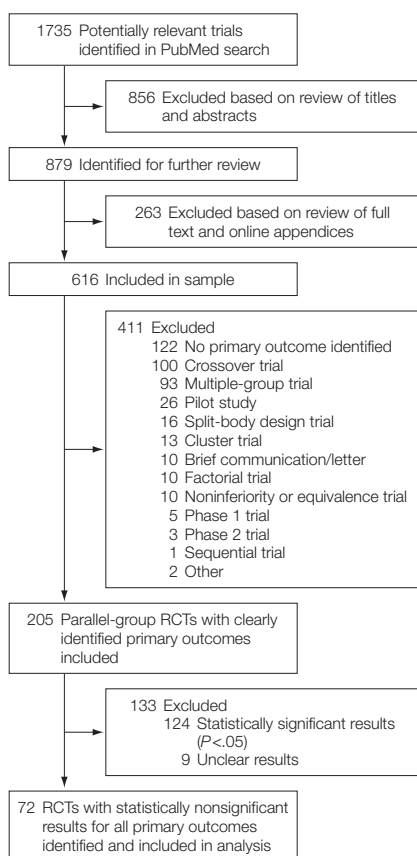 1735 Potentially relevant trials
identified in PubMed search
856 Excluded based on review of titles
and abstracts
879 Identified for further review
263 Excluded based on review of full
text and online appendices
616 Included in sample
411 Excluded
122 No primary outcome identified
100 Crossover trial
93 Multiple-group trial
26 Pilot study
16 Split-body design trial
13 Cluster trial
10 Brief communication/letter
10 Factorial trial
10 Noninferiority or equivalence trial
5 Phase 1 trial
3 Phase 2 trial
1 Sequential trial
2 Other
205 Parallel-group RCTs with clearly
identified primary outcomes
included
133 Excluded
124 Statistically significant results
(P<.05)
9 Unclear results
72 RCTs with statistically nonsignificant
results for all primary outcomes
identified and included in analysis